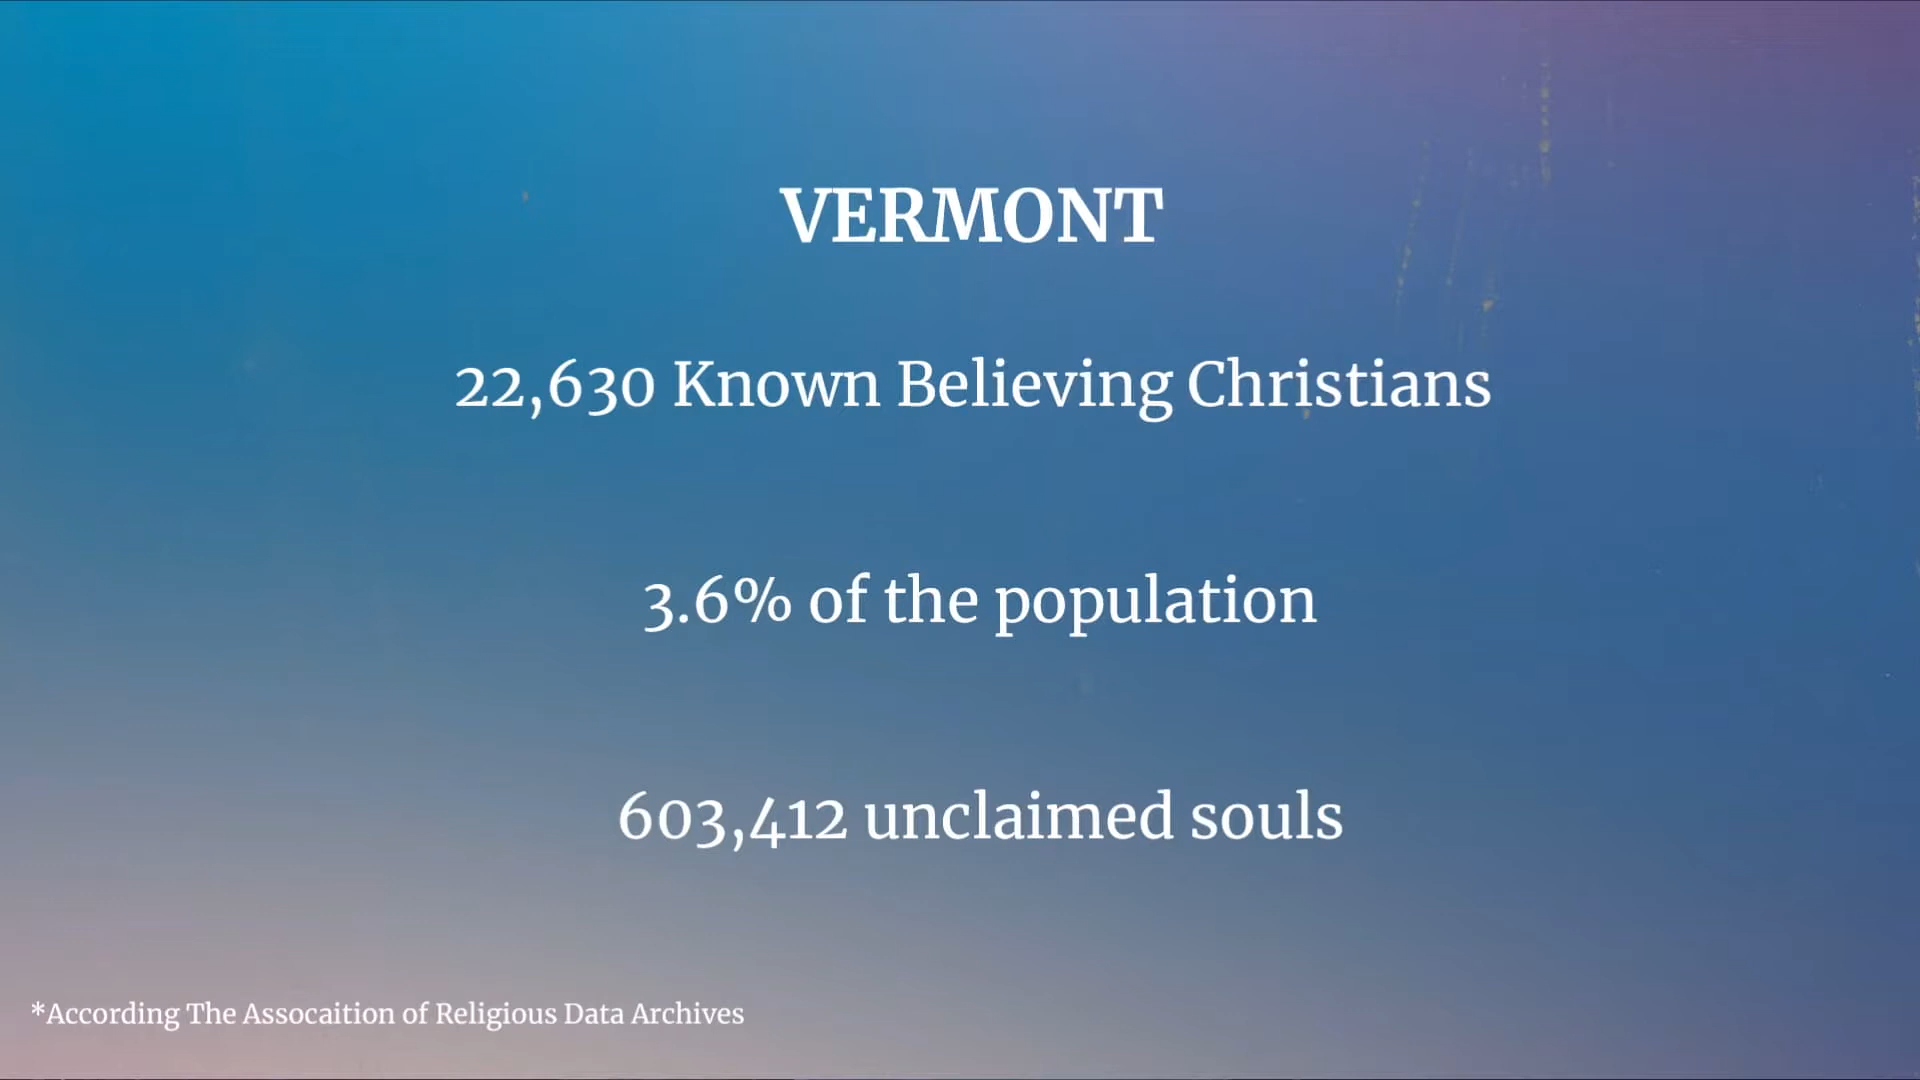 VERMONT
22,630 Known Believing Christians
3.6% of the population
603,412 unclaimed souls
*According The Assocaition of Religious Data Archives